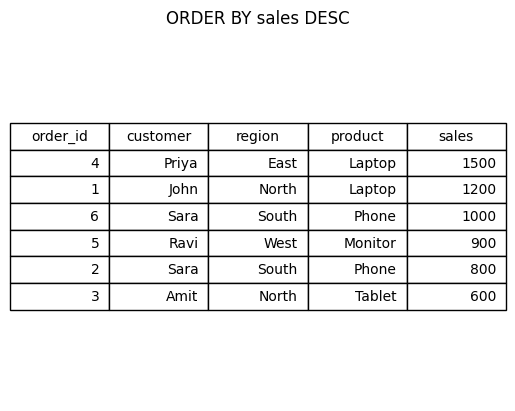 ORDER BY sales DESC
order_id customer region product sales
4 Priya East Laptop 1500
1 John North Laptop 1200
6 Sara South Phone 1000
5 Ravi West Monitor 900
2 Sara South Phone 800
3 Amit North Tablet 600